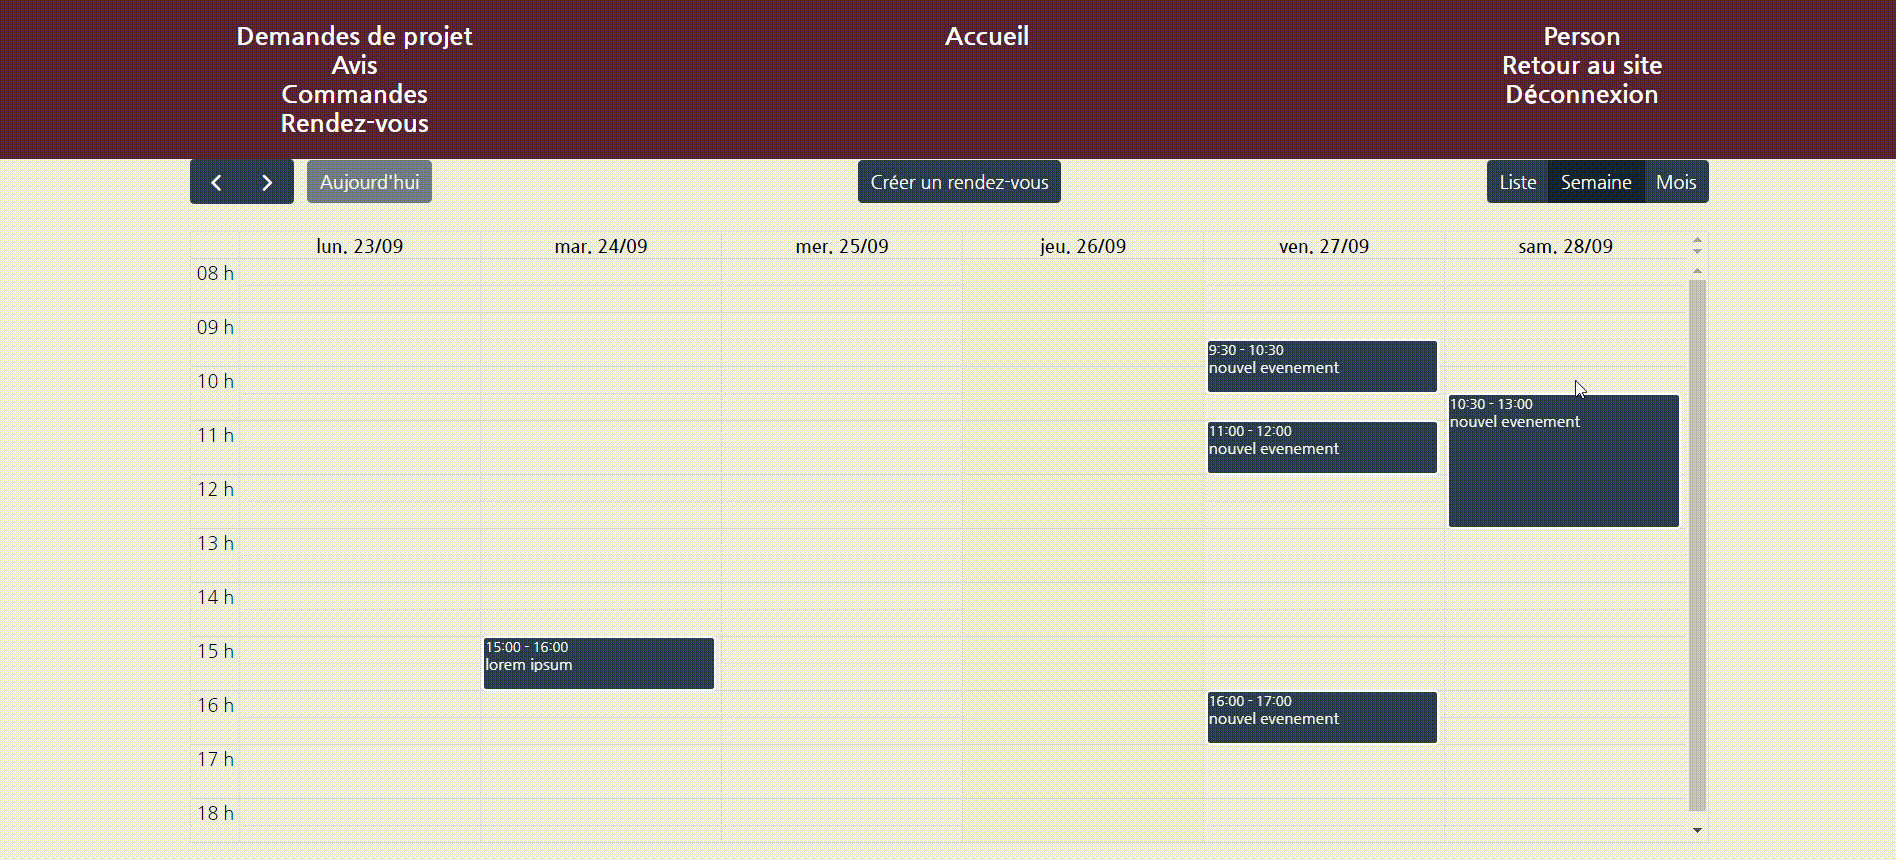 Demandes de projet
Avis
Commandes
Rendez-vous
Accueil
Person
Retour au site
Déconnexion
Aujourd'hui
Créer un rendez-vous
Liste Semaine Mois
lun. 23/09 mar. 24/09 mer. 25/09 jeu. 26/09 ven. 27/09 sam. 28/09
08 h
09 h
9:30 - 10:30
nouvel evenement
10 h
10:30 - 13:00
nouvel evenement
11 h
11:00 - 12:00
nouvel evenement
12 h
13 h
14 h
15 h
15:00 - 16:00
lorem ipsum
16 h
16:00 - 17:00
nouvel evenement
17 h
18 h